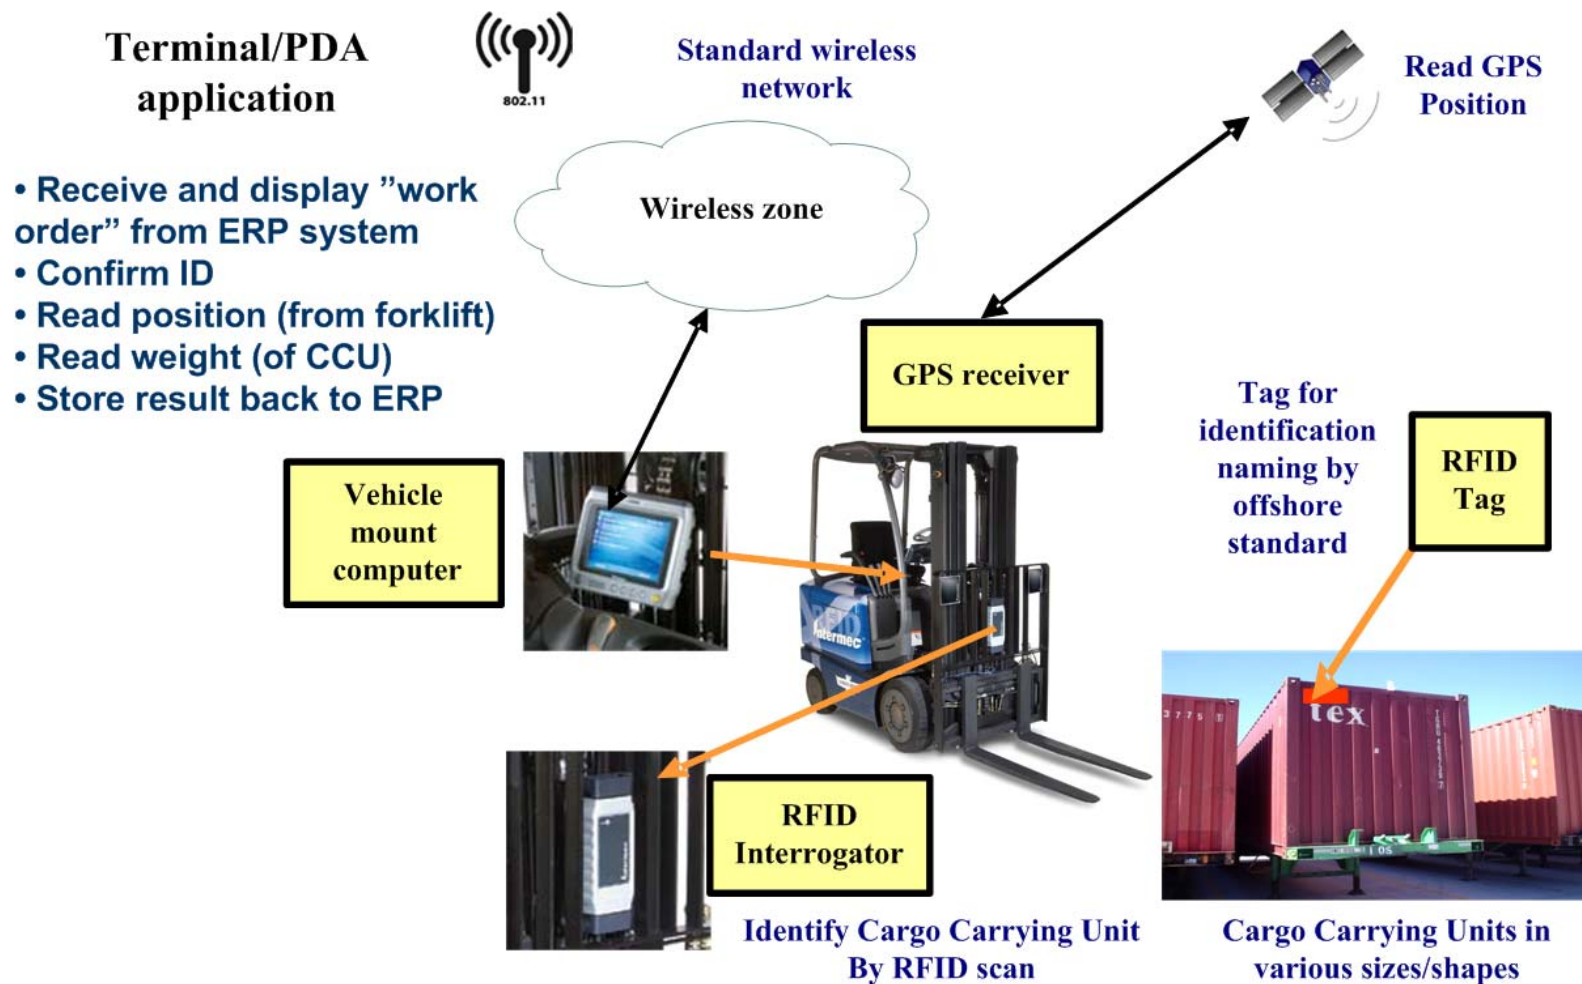 Terminal/PDA
application
802.11
Standard wireless
network
Read GPS
Position
• Receive and display ”work
order” from ERP system
• Confirm ID
• Read position (from forklift)
• Read weight (of CCU)
• Store result back to ERP
Wireless zone
GPS receiver
Vehicle
mount
computer
Tag for
identification
naming by
offshore
standard
RFID
Tag
RFID
Intermec
3775
tex
IOS
Intermec
RFID
Interrogator
Identify Cargo Carrying Unit
By RFID scan
Cargo Carrying Units in
various sizes/shapes